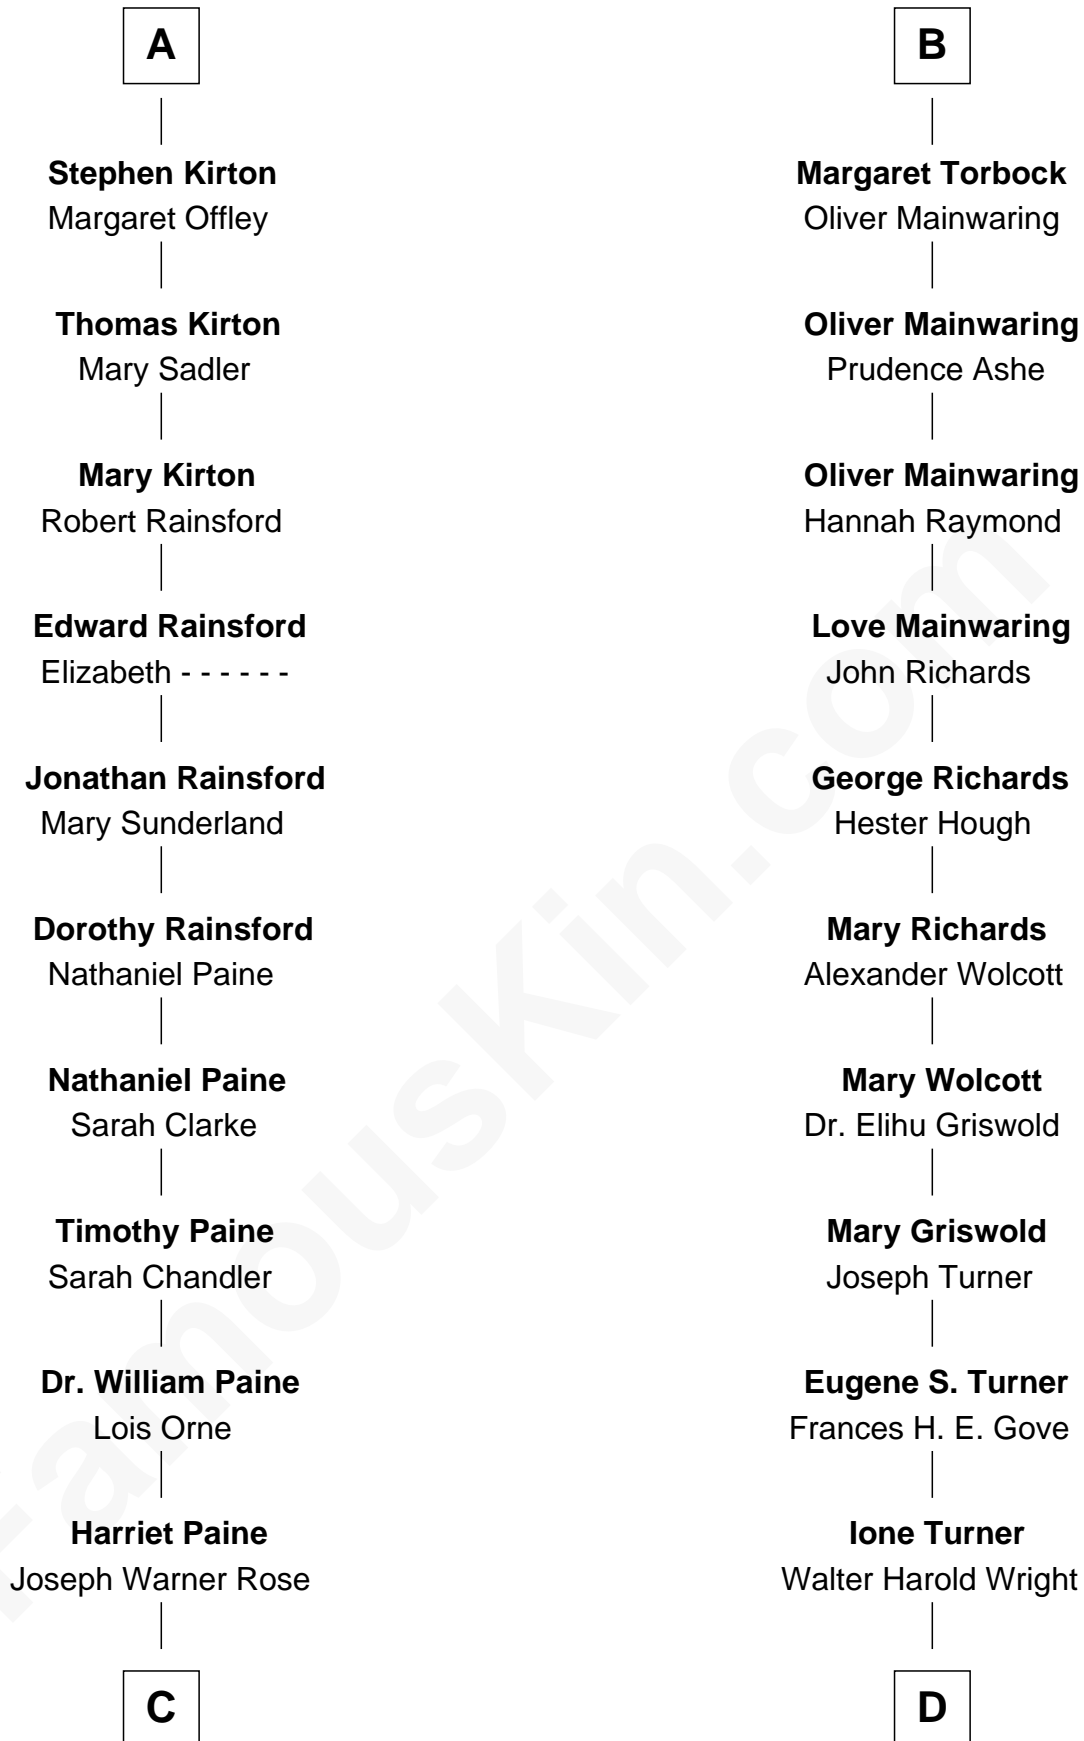 A
Stephen Kirton
Margaret Offley
Thomas Kirton
Mary Sadler
Mary Kirton
Robert Rainsford
Edward Rainsford
Elizabeth - - - - - -
Jonathan Rainsford
Mary Sunderland
Dorothy Rainsford
Nathaniel Paine
Nathaniel Paine
Sarah Clarke
Timothy Paine
Sarah Chandler
Dr. William Paine
Lois Orne
Harriet Paine
Joseph Warner Rose
C
B
Margaret Torbock
Oliver Mainwaring
Oliver Mainwaring
Prudence Ashe
Oliver Mainwaring
Hannah Raymond
Love Mainwaring
John Richards
George Richards
Hester Hough
Mary Richards
Alexander Wolcott
Mary Wolcott
Dr. Elihu Griswold
Mary Griswold
Joseph Turner
Eugene S. Turner
Frances H. E. Gove
Ione Turner
Walter Harold Wright
D
FamousKin.com